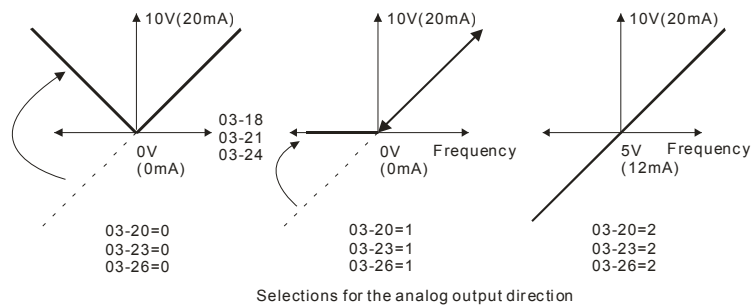 10V(20mA)
10V(20mA)
10V(20mA)
03-18
03-21
03-24
0V
(0mA)
0V
(0mA)
Frequency
5V
(12mA)
Frequency
03-20=0
03-23=0
03-26=0
03-20=1
03-23=1
03-26=1
03-20=2
03-23=2
03-26=2
Selections for the analog output direction